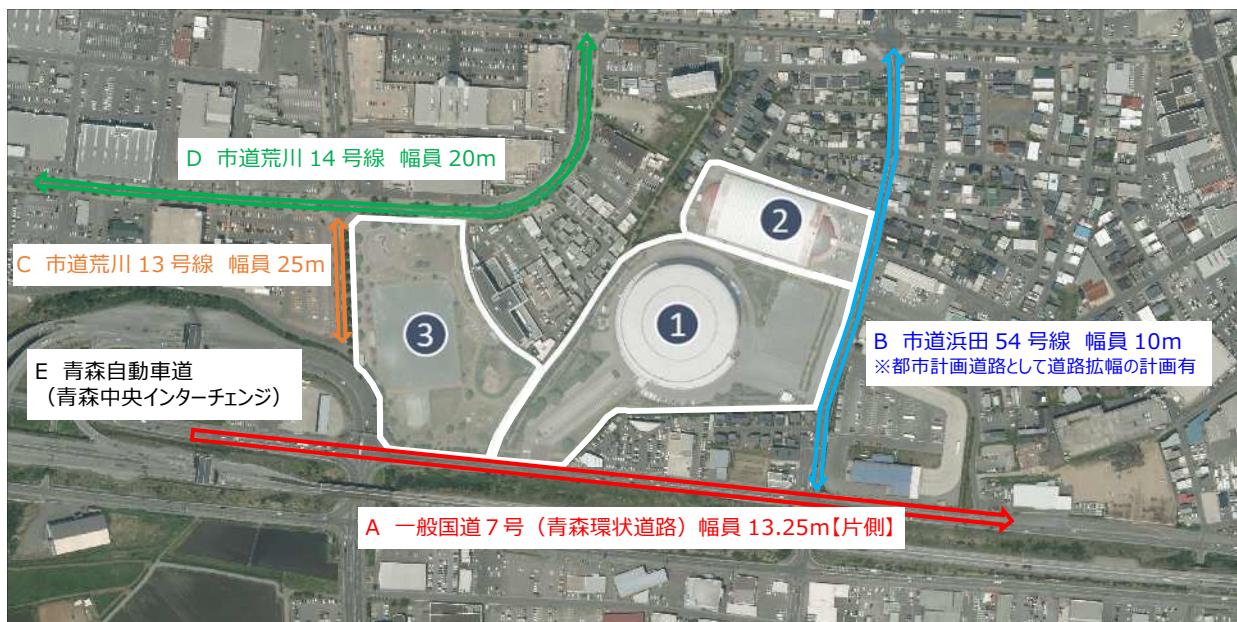 D 市道荒川 14 号線 幅員 20m
2
C 市道荒川 13 号線 幅員 25m
3
1
B 市道浜田 54 号線 幅員 10m
※都市計画道路として道路拡幅の計画有
E 青森自動車道
（青森中央インターチェンジ）
A 一般国道７号（青森環状道路）幅員 13.25m【片側】